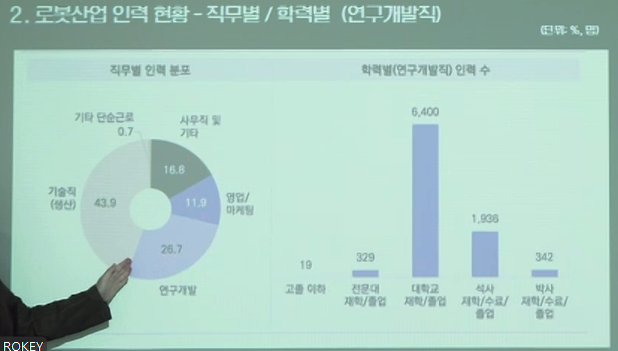 2. 로봇산업 인력 현황 - 직무별 / 학력별 (연구개발직)
(단위: %, 명)
직무별 인력 분포
기타 단순근로
0.7
사무직 및
기타
16.8
기술직
(생산)
43.9
11.9
영업/
마케팅
26.7
연구개발
학력별(연구개발직) 인력 수
6,400
1,936
19
329
342
고졸 이하
전문대
재학/졸업
대학교
재학/졸업
석사
재학/수료/
졸업
박사
재학/수료/
졸업
ROKEY